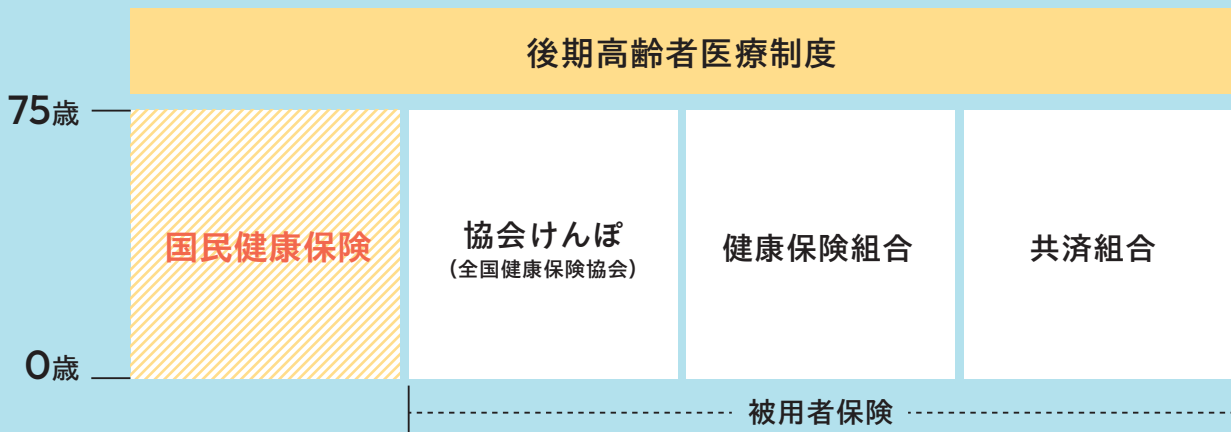 後期高齢者医療制度
75歳
国民健康保険
協会けんぽ
(全国健康保険協会)
健康保険組合
共済組合
0歳
被用者保険